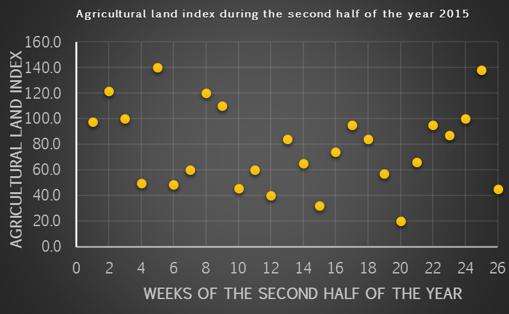 Agricultural land index during the second half of the year 2015
160.0
140.0
120.0
100.0
80.0
60.0
40.0
20.0
0.0
AGRICULTURAL LAND INDEX
0 2 4 6 8 10 12 14 16 18 20 22 24 26
WEEKS OF THE SECOND HALF OF THE YEAR